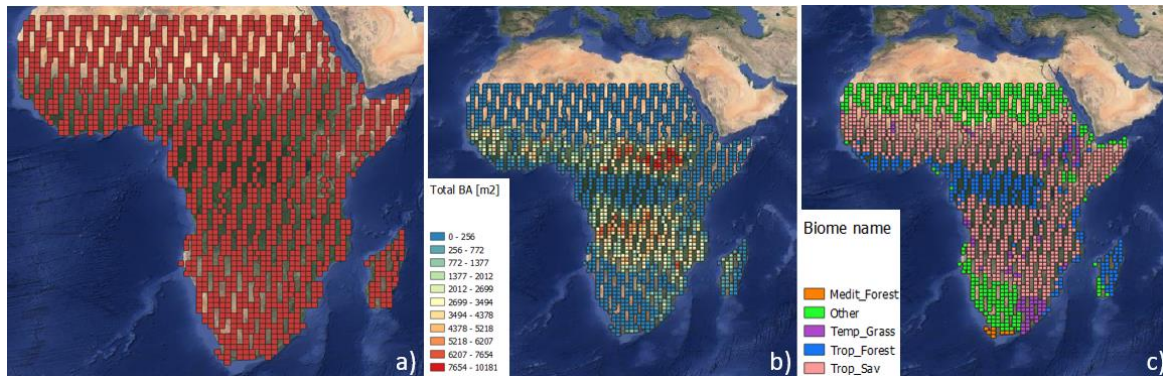 a)
Total BA [m2]
0 - 256
256 - 772
772 - 1377
1377 - 2012
2012 - 2699
2699 - 3494
3494 - 4378
4378 - 5218
5218 - 6207
6207 - 7654
7654 - 10181
b)
Biome name
Medit_Forest
Other
Temp_Grass
Trop_Forest
Trop_Sav
c)